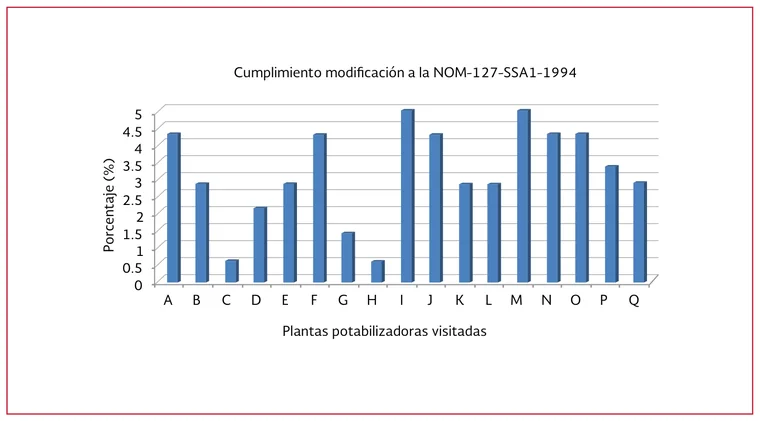 Cumplimiento modificación a la NOM-127-SSA1-1994
Porcentaje (%)
5
4.5
4
3.5
3
2.5
2
1.5
1
0.5
0
A B C D E F G H I J K L M N O P Q
Plantas potabilizadoras visitadas